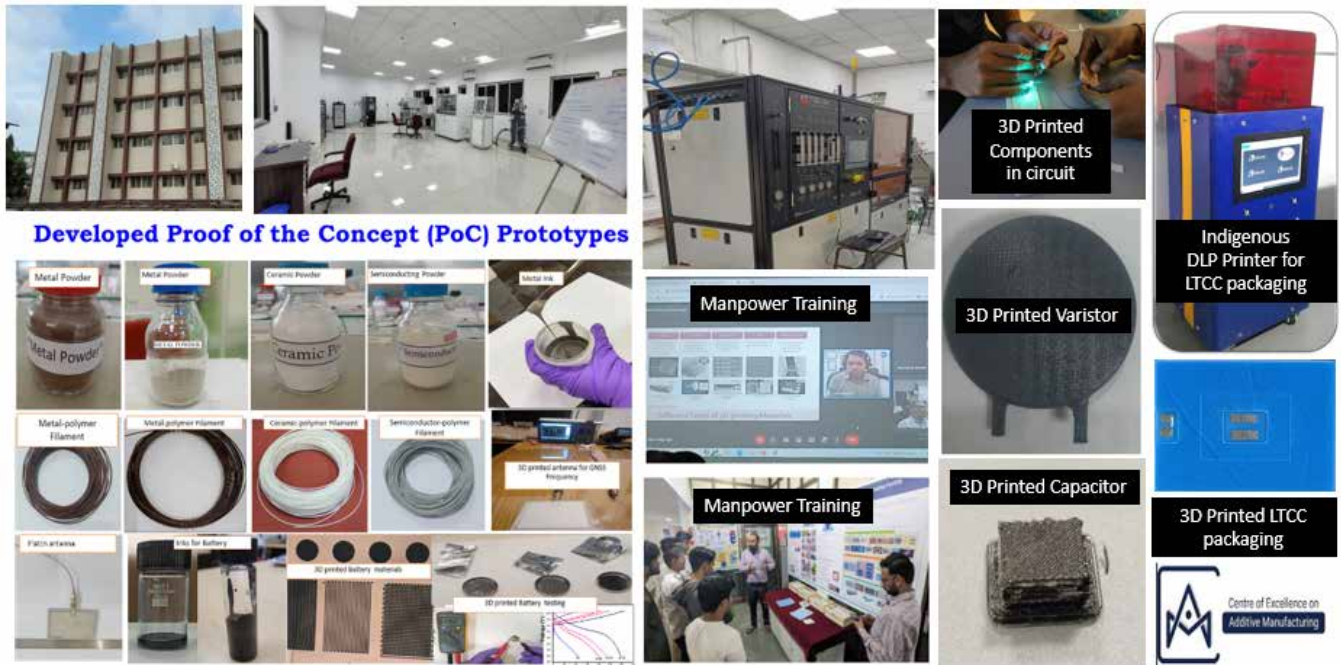 3D Printed
Components
in circuit
Indigenous
DLP Printer for
LTCC packaging
Developed Proof of the Concept (PoC) Prototypes
Metal Powder
Metal Powder
Ceramic Powder
Semiconducting Powder
Metal Ink
Metal Powder
METAL POWDER
Ceramic Po
Semiconduct
Manpower Training
3D Printed Varistor
Metal-polymer
Filament
Metal-polymer Filament
Ceramic-polymer Filament
Semiconductor-polymer
Filament
3D printed antenna for GNSS
Frequency
Manpower Training
3D Printed Capacitor
3D Printed LTCC
packaging
Patch antenna
Inks for Battery
3D printed Battery materials
3D printed Battery testing
Centre of Excellence on
Additive Manufacturing